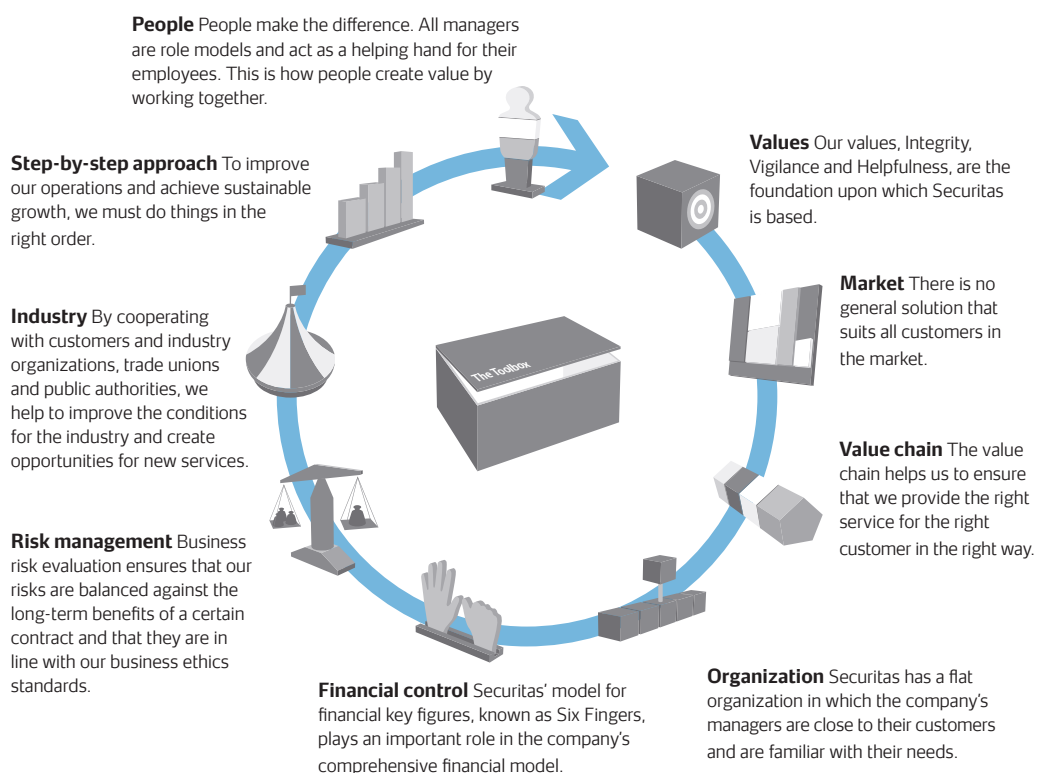 People People make the difference. All managers
are role models and act as a helping hand for their
employees. This is how people create value by
working together.
Values Our values, Integrity,
Vigilance and Helpfulness, are the
foundation upon which Securitas
is based.
Step-by-step approach To improve
our operations and achieve sustainable
growth, we must do things in the
right order.
Market There is no
general solution that
suits all customers in
the market.
Industry By cooperating
with customers and industry
organizations, trade unions
and public authorities, we
help to improve the conditions
for the industry and create
opportunities for new services.
The Toolbox
Value chain The value
chain helps us to ensure
that we provide the right
service for the right
customer in the right way.
Risk management Business
risk evaluation ensures that our
risks are balanced against the
long-term benefits of a certain
contract and that they are in
line with our business ethics
standards.
Financial control Securitas’ model for
financial key figures, known as Six Fingers,
plays an important role in the company’s
comprehensive financial model.
Organization Securitas has a flat
organization in which the company’s
managers are close to their customers
and are familiar with their needs.